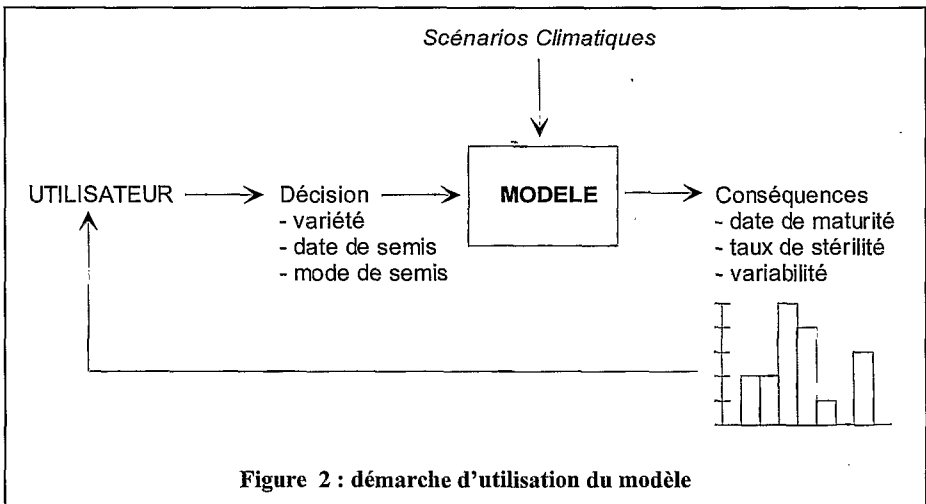 Scénarios Climatiques
UTILISATEUR
Décision
- variété
- date de semis
- mode de semis
MODELE
Conséquences
- date de maturité
- taux de stérilité
- variabilité
Figure 2 : démarche d'utilisation du modèle